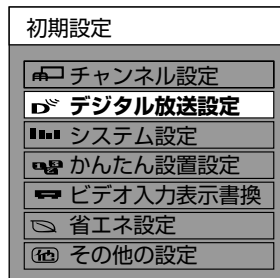 初期設定
チャンネル設定
デジタル放送設定
システム設定
かんたん設置設定
ビデオ入力表示書換
省エネ設定
他 その他の設定